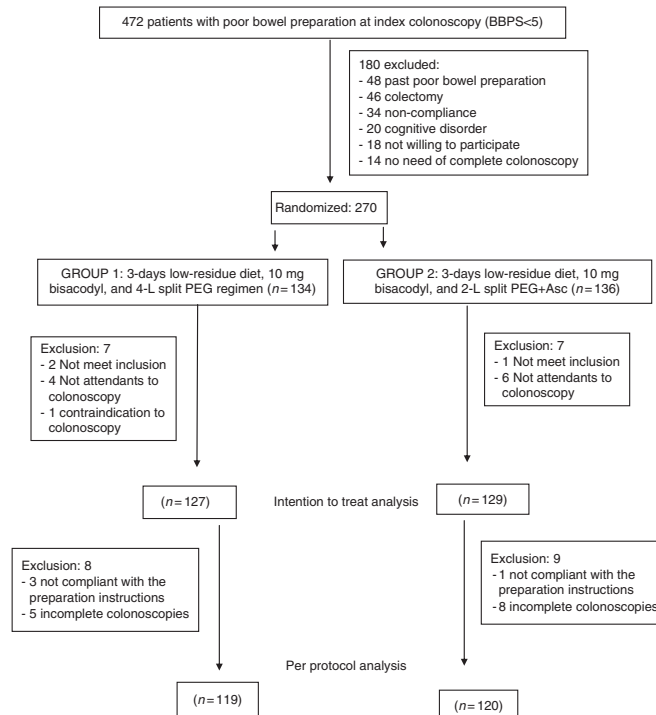 472 patients with poor bowel preparation at index colonoscopy (BBPS<5)
180 excluded:
- 48 past poor bowel preparation
- 46 colectomy
- 34 non-compliance
- 20 cognitive disorder
- 18 not willing to participate
- 14 no need of complete colonoscopy
Randomized: 270
GROUP 1: 3-days low-residue diet, 10 mg
bisacodyl, and 4-L split PEG regimen (n=134)
GROUP 2: 3-days low-residue diet, 10 mg
bisacodyl, and 2-L split PEG+Asc (n=136)
Exclusion: 7
- 2 Not meet inclusion
- 4 Not attendants to
colonoscopy
- 1 contraindication to
colonoscopy
Exclusion: 7
- 1 Not meet inclusion
- 6 Not attendants to
colonoscopy
(n=127)
Intention to treat analysis
(n=129)
Exclusion: 8
- 3 not compliant with the
preparation instructions
- 5 incomplete colonoscopies
Exclusion: 9
- 1 not compliant with the
preparation instructions
- 8 incomplete colonoscopies
Per protocol analysis
(n=119)
(n=120)